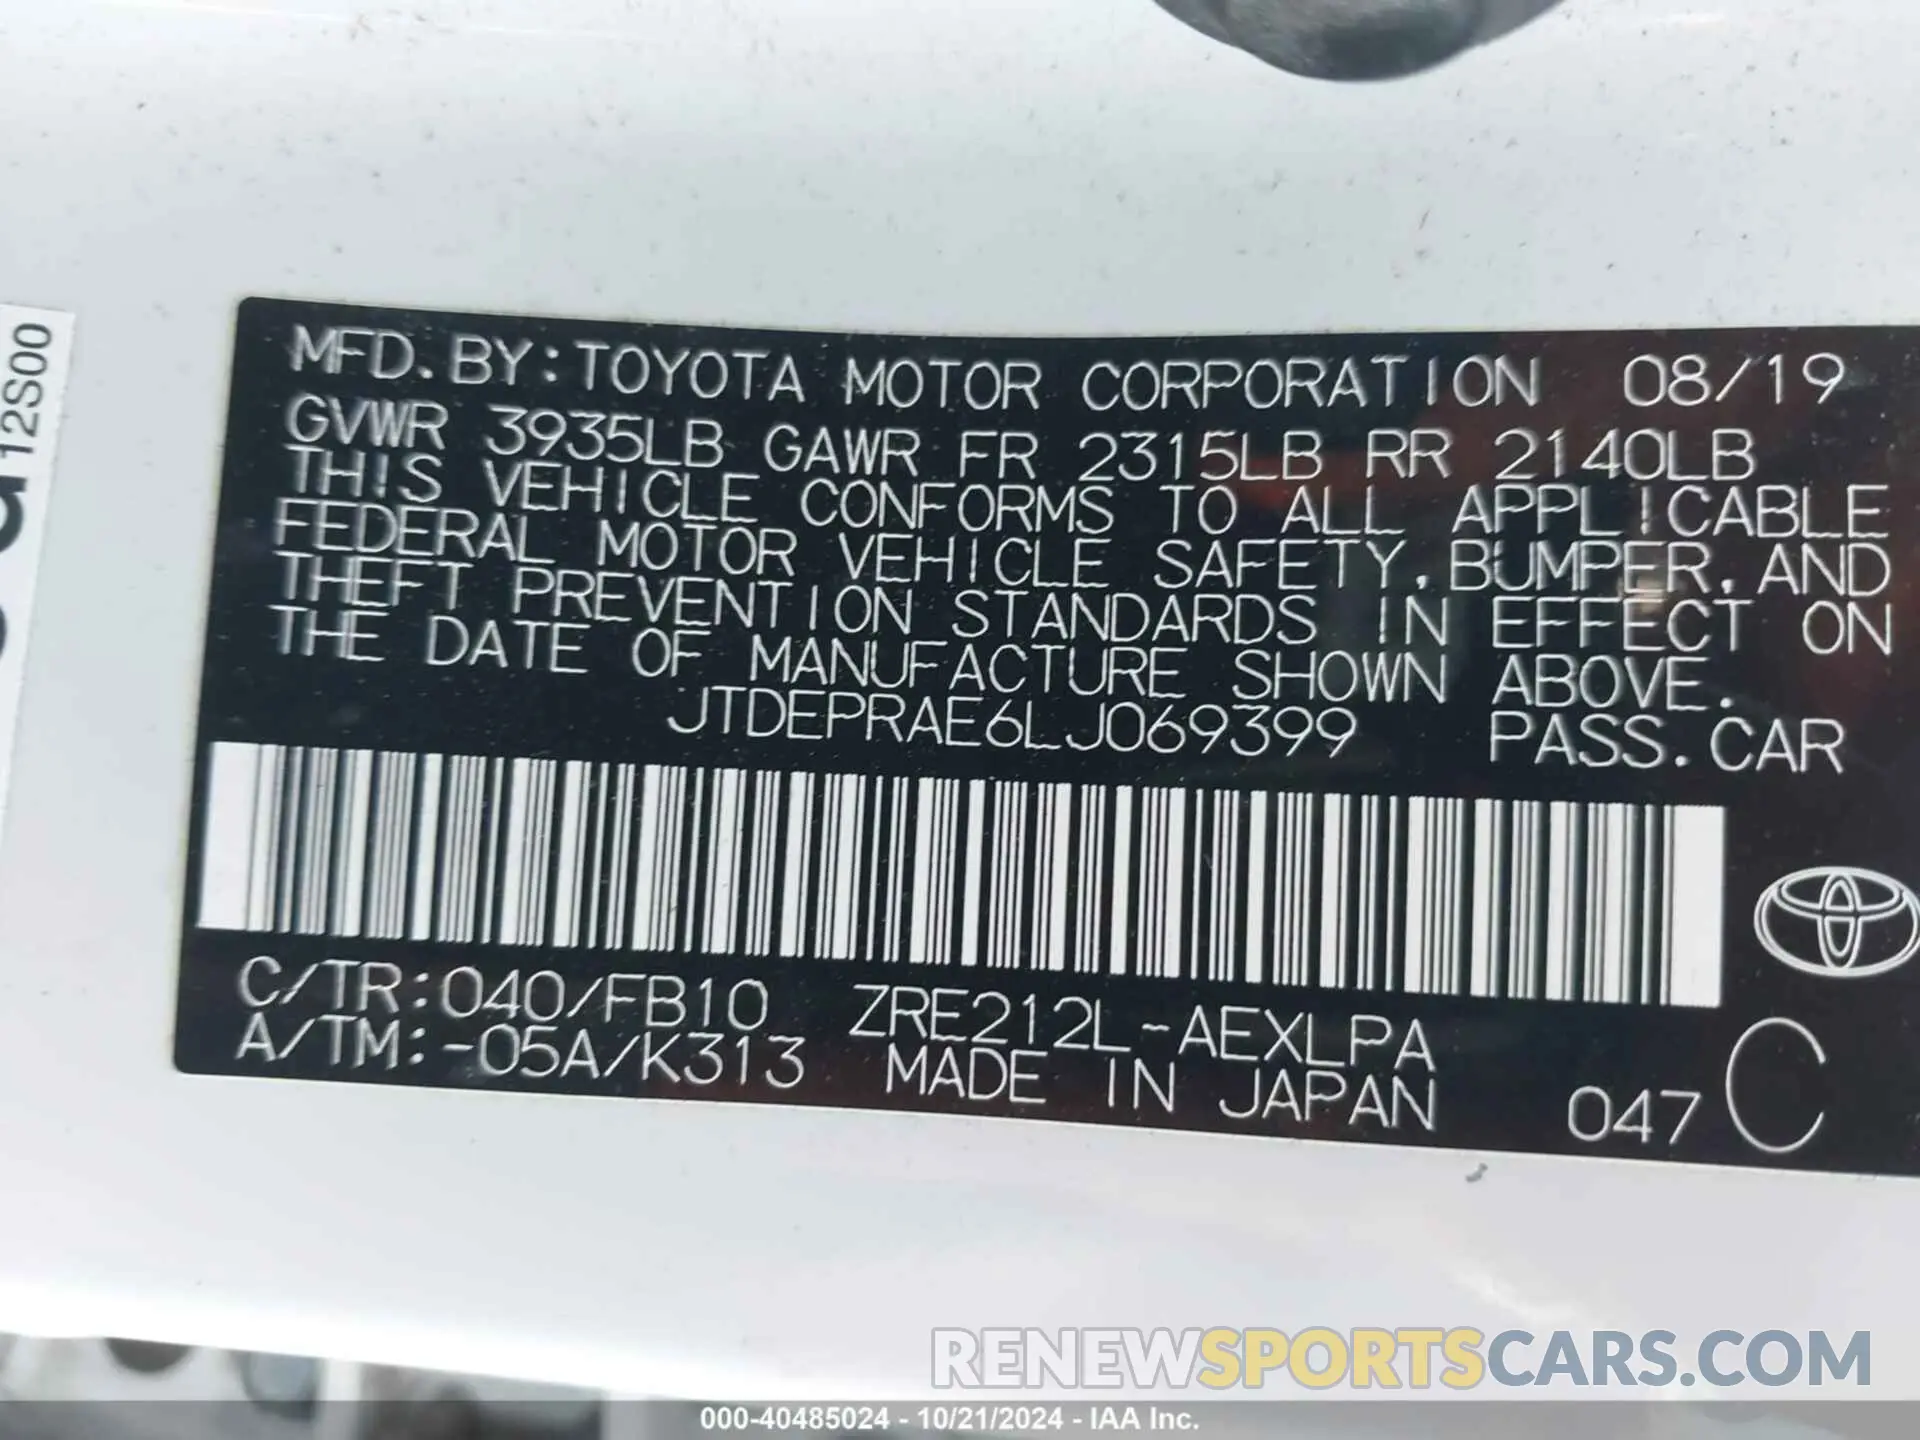 MFD. BY: TOYOTA MOTOR CORPORATION 08/19
GVWR 3935LB GAWR FR 2315LB RR 2140LB
THIS VEHICLE CONFORMS TO ALL APPLICABLE
FEDERAL MOTOR VEHICLE SAFETY, BUMPER, AND
THEFT PREVENTION STANDARDS IN EFFECT ON
THE DATE OF MANUFACTURE SHOWN ABOVE.
JTDEPRAE6LJ069399 PASS. CAR
C/TR:040/FB10 ZRE212L-AEXLPA
A/TM:-05A/K313 MADE IN JAPAN 047 C
12S00
RENEWSPORTSCARS.COM
000-40485024 - 10/21/2024 - IAA Inc.